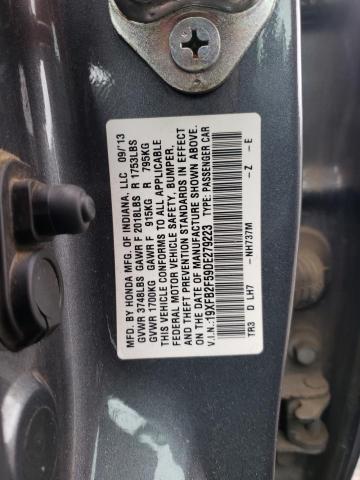 MFD. BY HONDA MFG. OF INDIANA, LLC 09/13
GVWR 3748LBS GAWR F 2018LBS R 1753LBS
GVWR 1700KG GAWR F 915KG R 795KG
THIS VEHICLE CONFORMS TO ALL APPLICABLE
FEDERAL MOTOR VEHICLE SAFETY, BUMPER,
AND THEFT PREVENTION STANDARDS IN EFFECT
ON THE DATE OF MANUFACTURE SHOWN ABOVE.
V.I.N.:19XFB2F59DE279223 TYPE: PASSENGER CAR
TR3 D LH7 -NH737M -Z -E